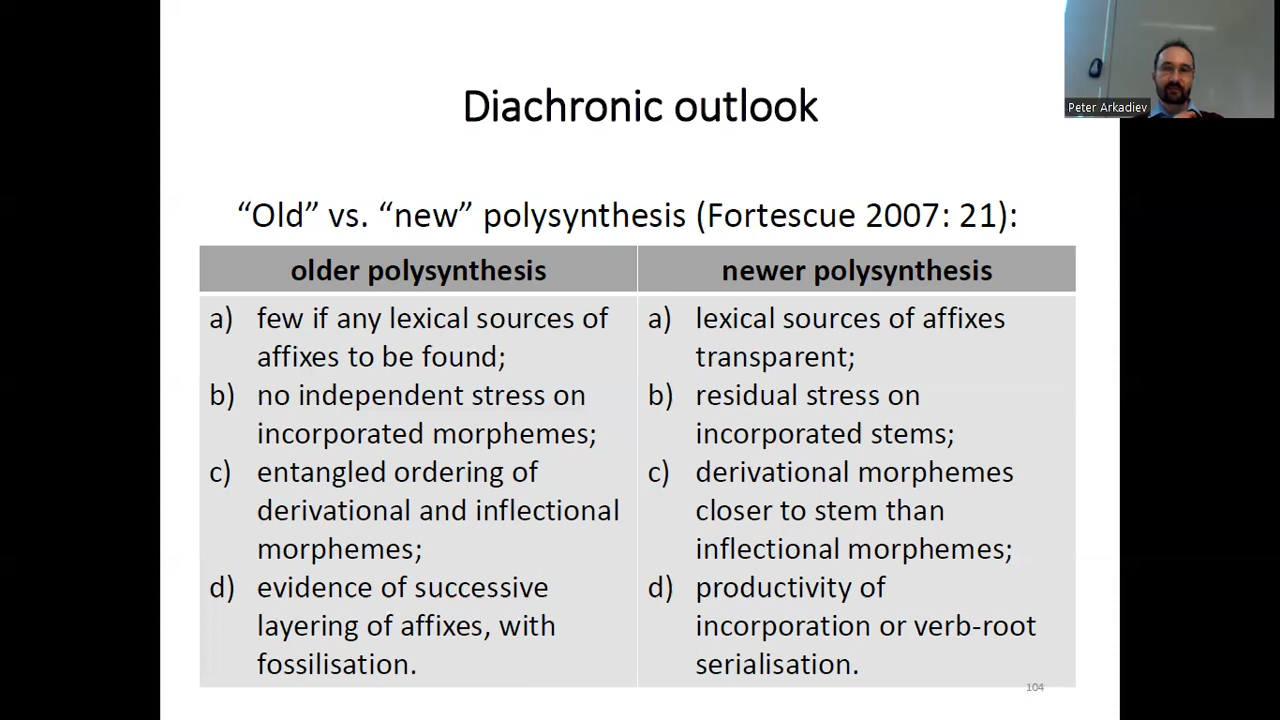 Peter Arkadiev
Diachronic outlook
“Old” vs. “new” polysynthesis (Fortescue 2007: 21):
older polysynthesis
a) few if any lexical sources of
affixes to be found;
b) no independent stress on
incorporated morphemes;
c) entangled ordering of
derivational and inflectional
morphemes;
d) evidence of successive
layering of affixes, with
fossilisation.
newer polysynthesis
a) lexical sources of affixes
transparent;
b) residual stress on
incorporated stems;
c) derivational morphemes
closer to stem than
inflectional morphemes;
d) productivity of
incorporation or verb-root
serialisation.
104